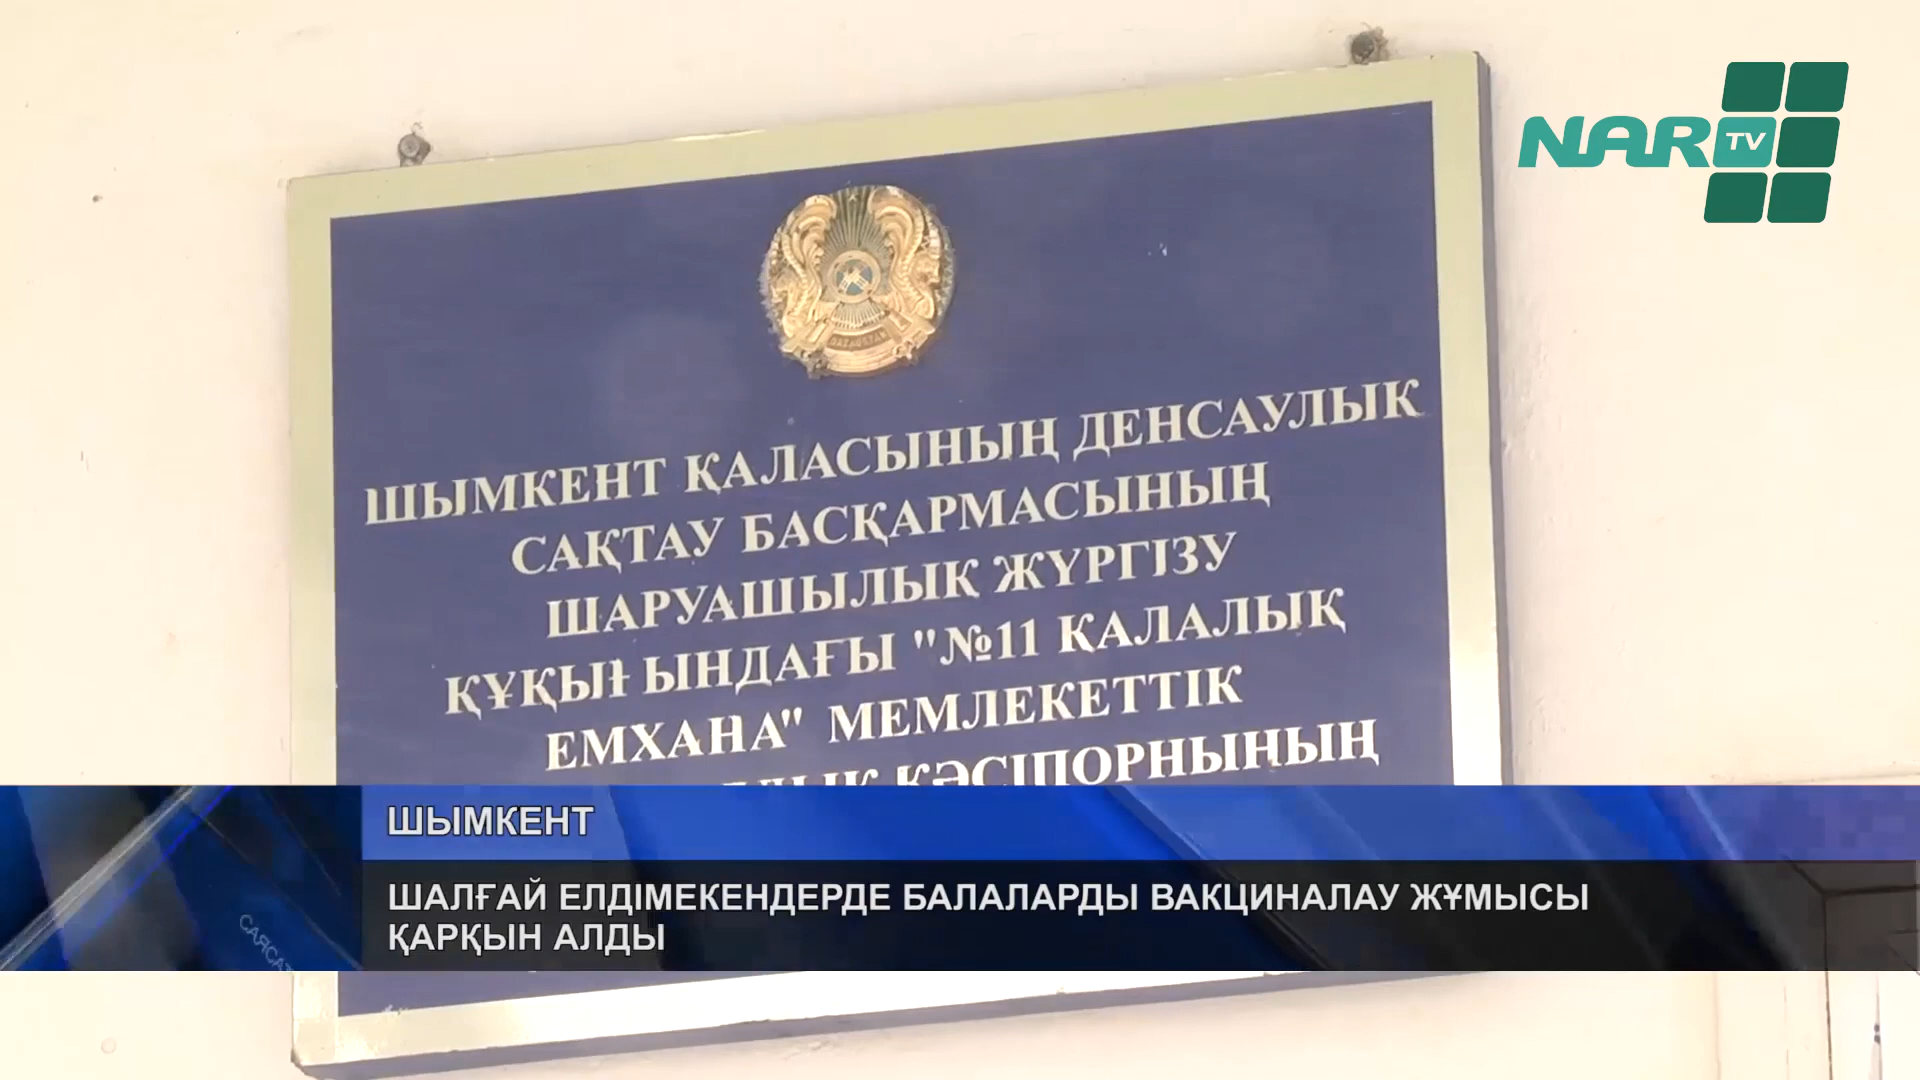 NAR TV
ШЫМКЕНТ ҚАЛАСЫНЫҢ ДЕНСАУЛЫҚ
САҚТАУ БАСҚАРМАСЫНЫҢ
ШАРУАШЫЛЫҚ ЖҮРГІЗУ
ҚҰҚЫҒЫНДАҒЫ "№11 ҚАЛАЛЫҚ
ЕМХАНА" МЕМЛЕКЕТТІК
КӘСІПОРНЫНЫҢ
ШЫМКЕНТ
ШАЛҒАЙ ЕЛДІМЕКЕНДЕРДЕ БАЛАЛАРДЫ ВАКЦИНАЛАУ ЖҰМЫСЫ
ҚАРҚЫН АЛДЫ